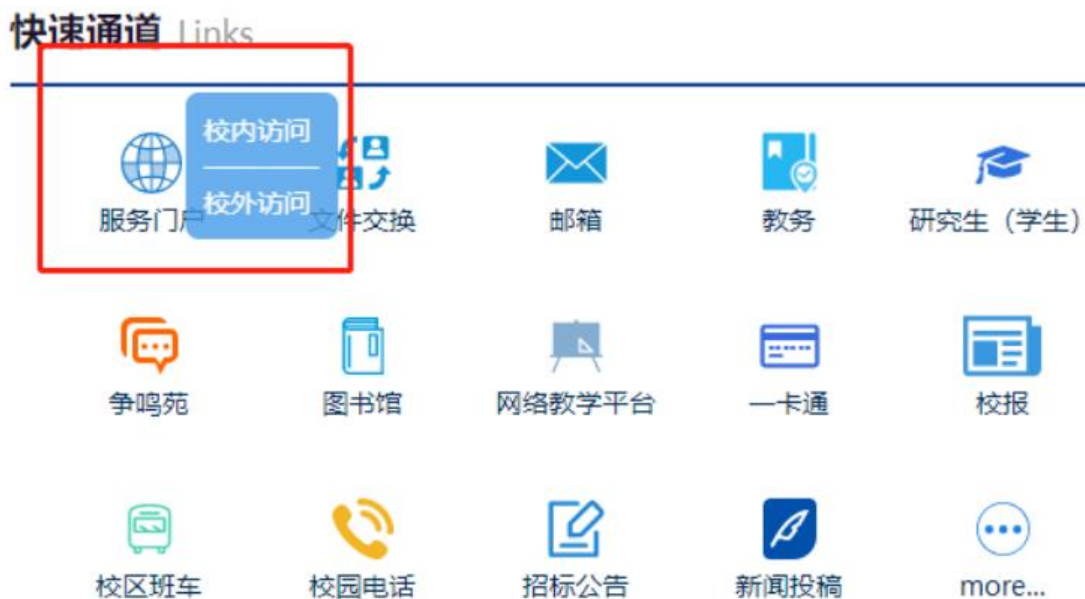 快速通道 Links
校内访问
校外访问
服务门户 文件交换 邮箱 教务 研究生（学生）
争鸣苑 图书馆 网络教学平台 一卡通 校报
校区班车 校园电话 招标公告 新闻投稿 more...